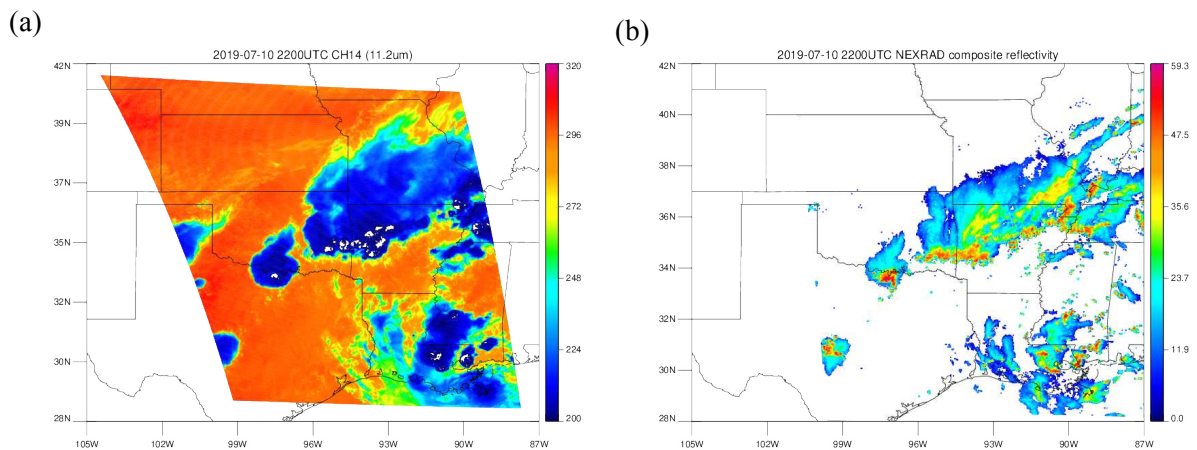 (a)
2019-07-10 2200UTC CH14 (11.2um)
42N
39N
37N
35N
32N
30N
28N
105W 102W 99W 96W 93W 90W 87W
320
296
272
248
224
200
(b)
2019-07-10 2200UTC NEXRAD composite reflectivity
42N
40N
38N
36N
34N
32N
30N
28N
105W 102W 99W 96W 93W 90W 87W
59.3
47.5
35.6
23.7
11.9
0.0